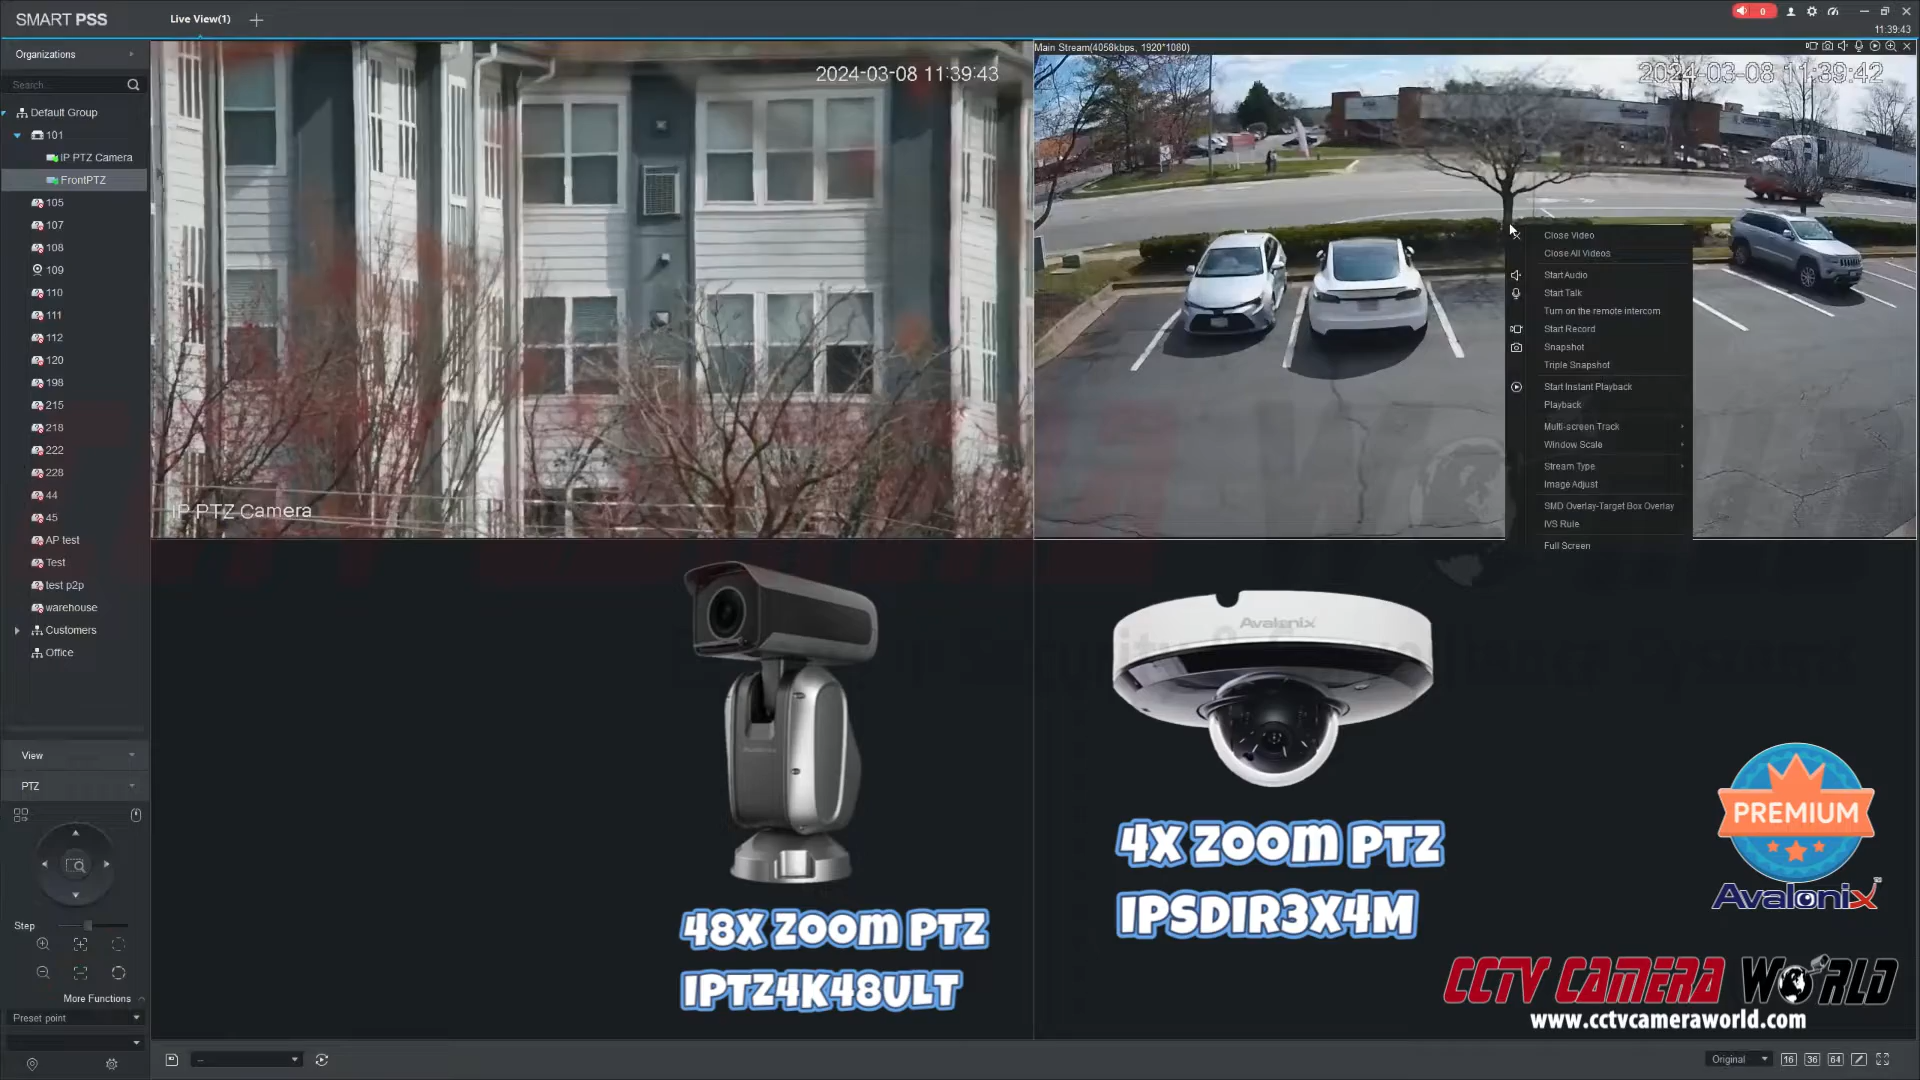 SMART PSS
Live View(1)
0
11:39:43
Organizations
Search...
Default Group
101
IP PTZ Camera
FrontPTZ
105
107
108
109
110
111
112
120
198
215
218
222
228
44
45
AP test
Test
test p2p
warehouse
Customers
Office
View
PTZ
Step
More Functions
Preset point
2024-03-08 11:39:43
IP PTZ Camera
Main Stream(4058kbps, 1920*1080)
2024-03-08 11:39:42
Close Video
Close All Videos
Start Audio
Start Talk
Turn on the remote intercom
Start Record
Snapshot
Triple Snapshot
Start Instant Playback
Playback
Multi-screen Track
Window Scale
Stream Type
Image Adjust
SMD Overlay-Target Box Overlay
IVS Rule
Full Screen
48X ZOOM PTZ
IPTZ4K48ULT
Avalonix
4X ZOOM PTZ
IPSDIR3X4M
PREMIUM
Avalonix™
CCTV CAMERA WORLD
www.cctvcameraworld.com
--
Original
16
36
64